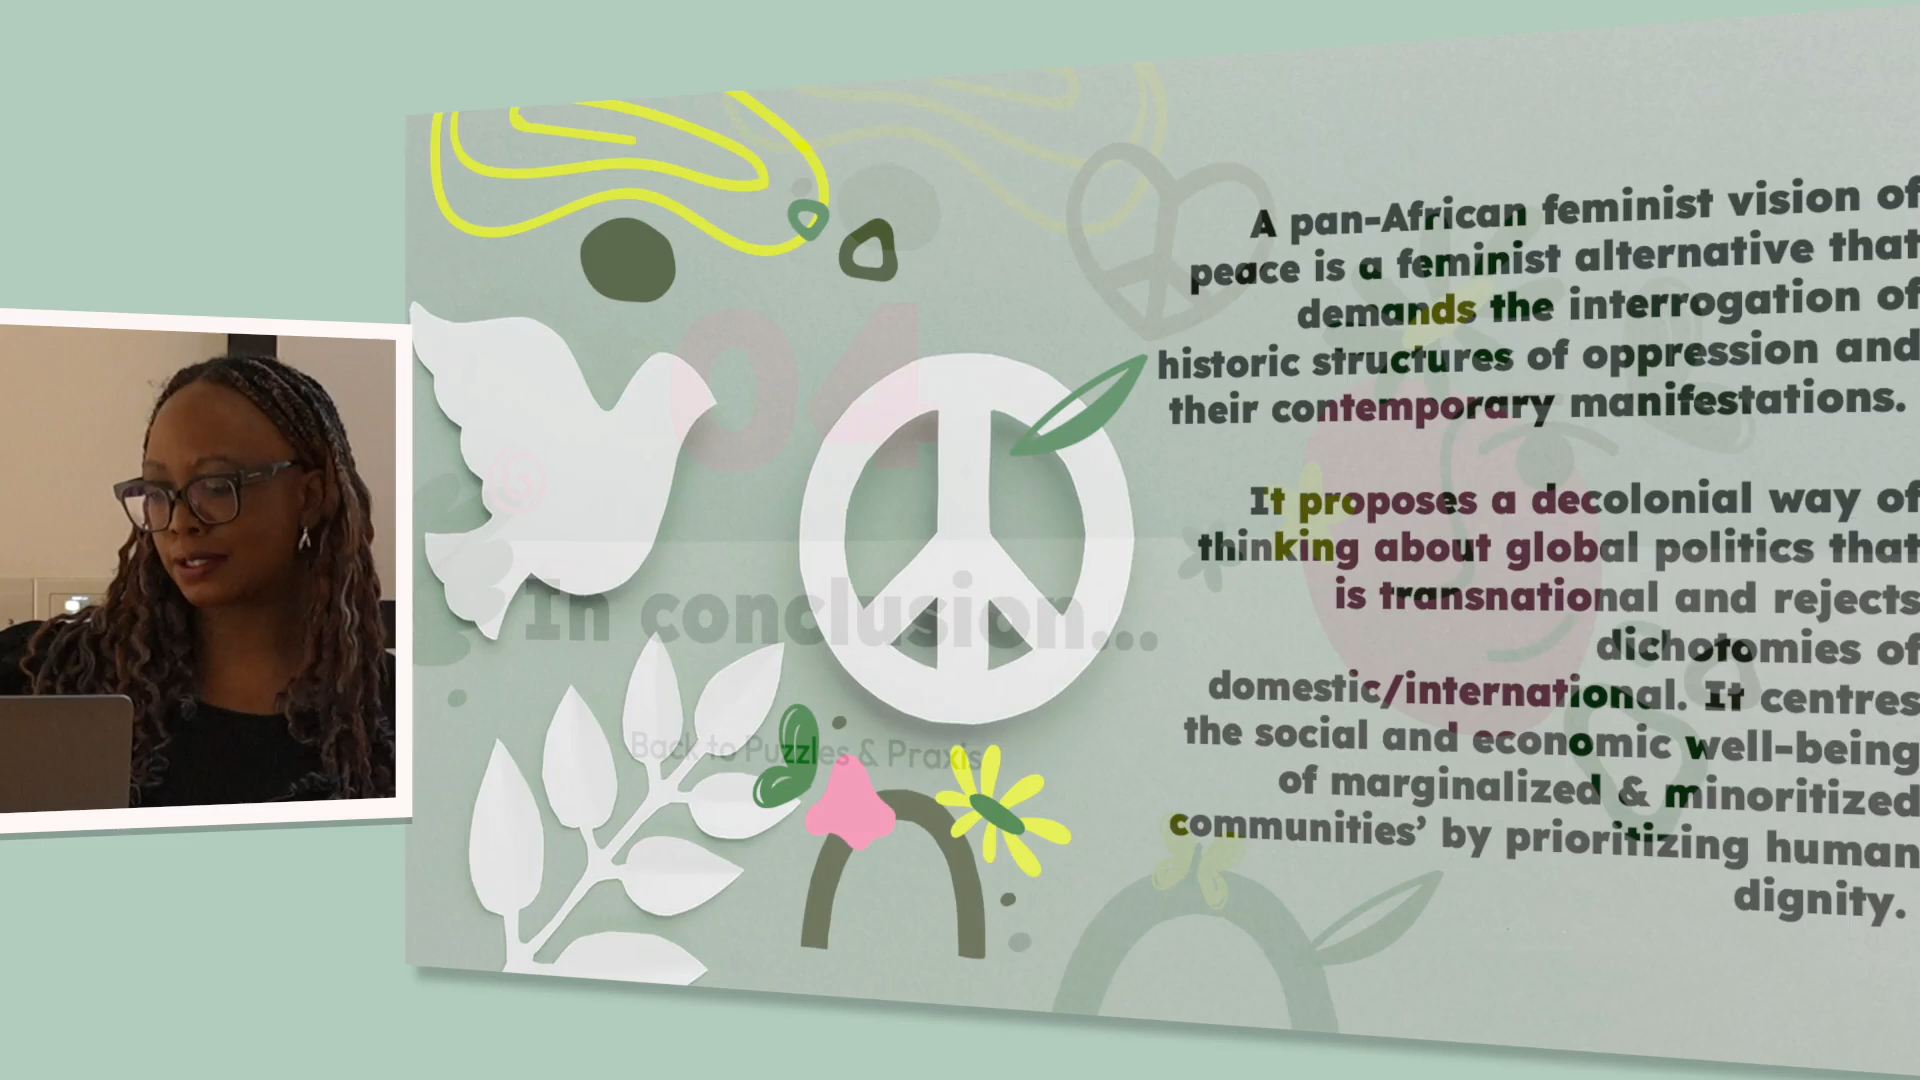 A pan-African feminist vision of
peace is a feminist alternative that
demands the interrogation of
historic structures of oppression and
their contemporary manifestations.
It proposes a decolonial way of
thinking about global politics that
is transnational and rejects
dichotomies of
domestic/international. It centres
the social and economic well-being
of marginalized & minoritized
communities’ by prioritizing human
dignity.
04
In conclusion...
Back to Puzzles & Praxis